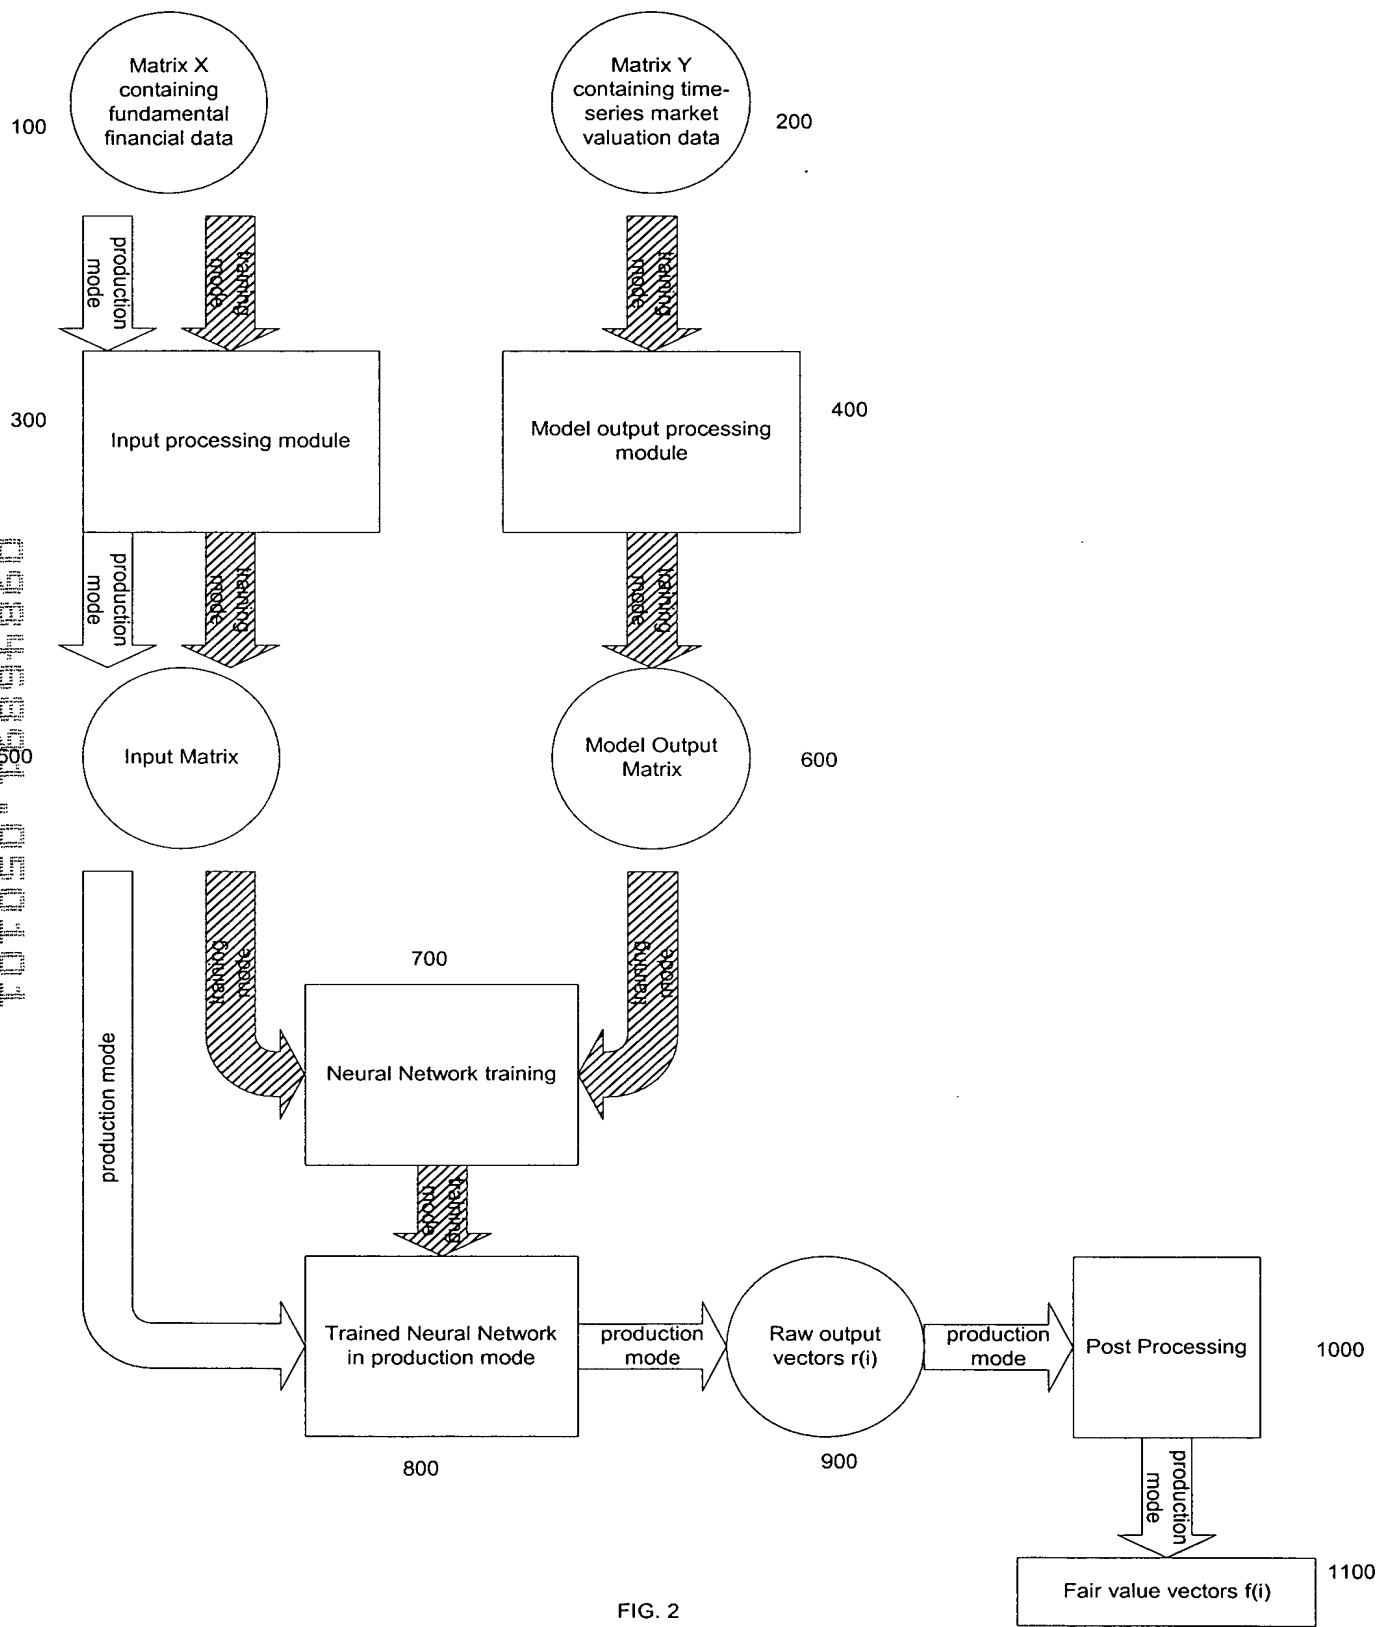 Matrix X
containing
fundamental
financial data
100
Matrix Y
containing time-
series market
valuation data
200
production
mode
training
mode
training
mode
300
Input processing module
Model output processing
module
400
production
mode
training
mode
training
mode
Input Matrix
Model Output
Matrix
600
training
mode
training
mode
700
production mode
Neural Network training
training
mode
Trained Neural Network
in production mode
800
production
mode
Raw output
vectors r(i)
900
production
mode
Post Processing
1000
production
mode
Fair value vectors f(i)
1100
FIG. 2